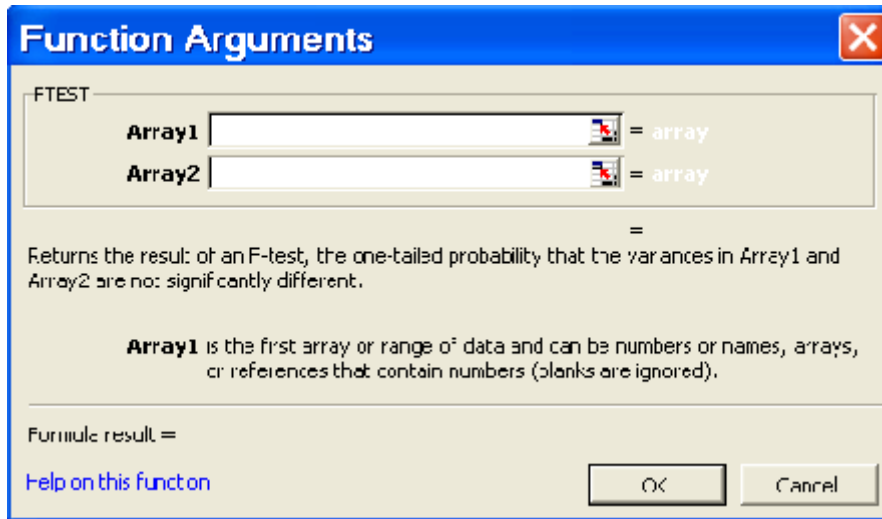 Function Arguments
FTEST
Array1 = array
Array2 = array
=
Returns the result of an F-test, the one-tailed probability that the variances in Array1 and
Array2 are not significantly different.
Array1 is the first array or range of data and can be numbers or names, arrays,
or references that contain numbers (blanks are ignored).
Formula result =
Help on this function
OK
Cancel